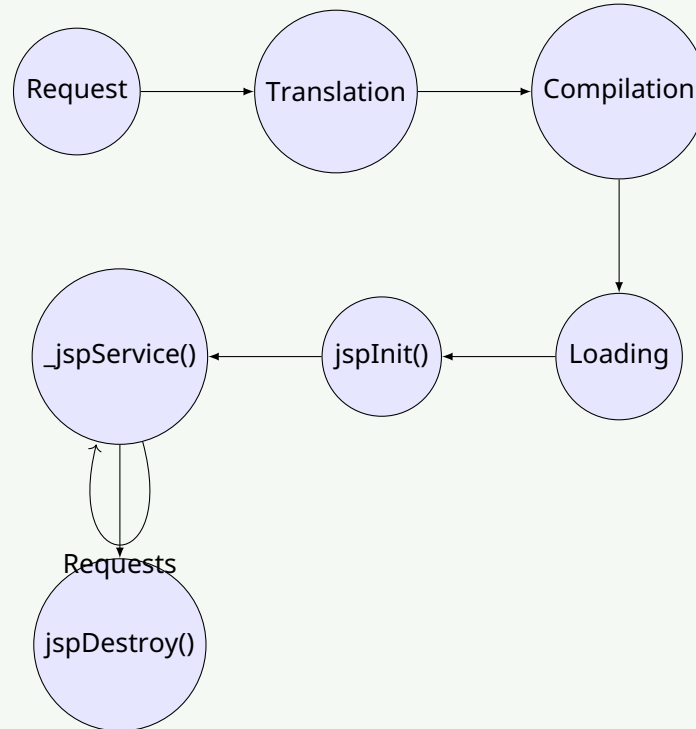 Request
Translation
Compilation
_jspService()
jspInit()
Loading
Requests
jspDestroy()